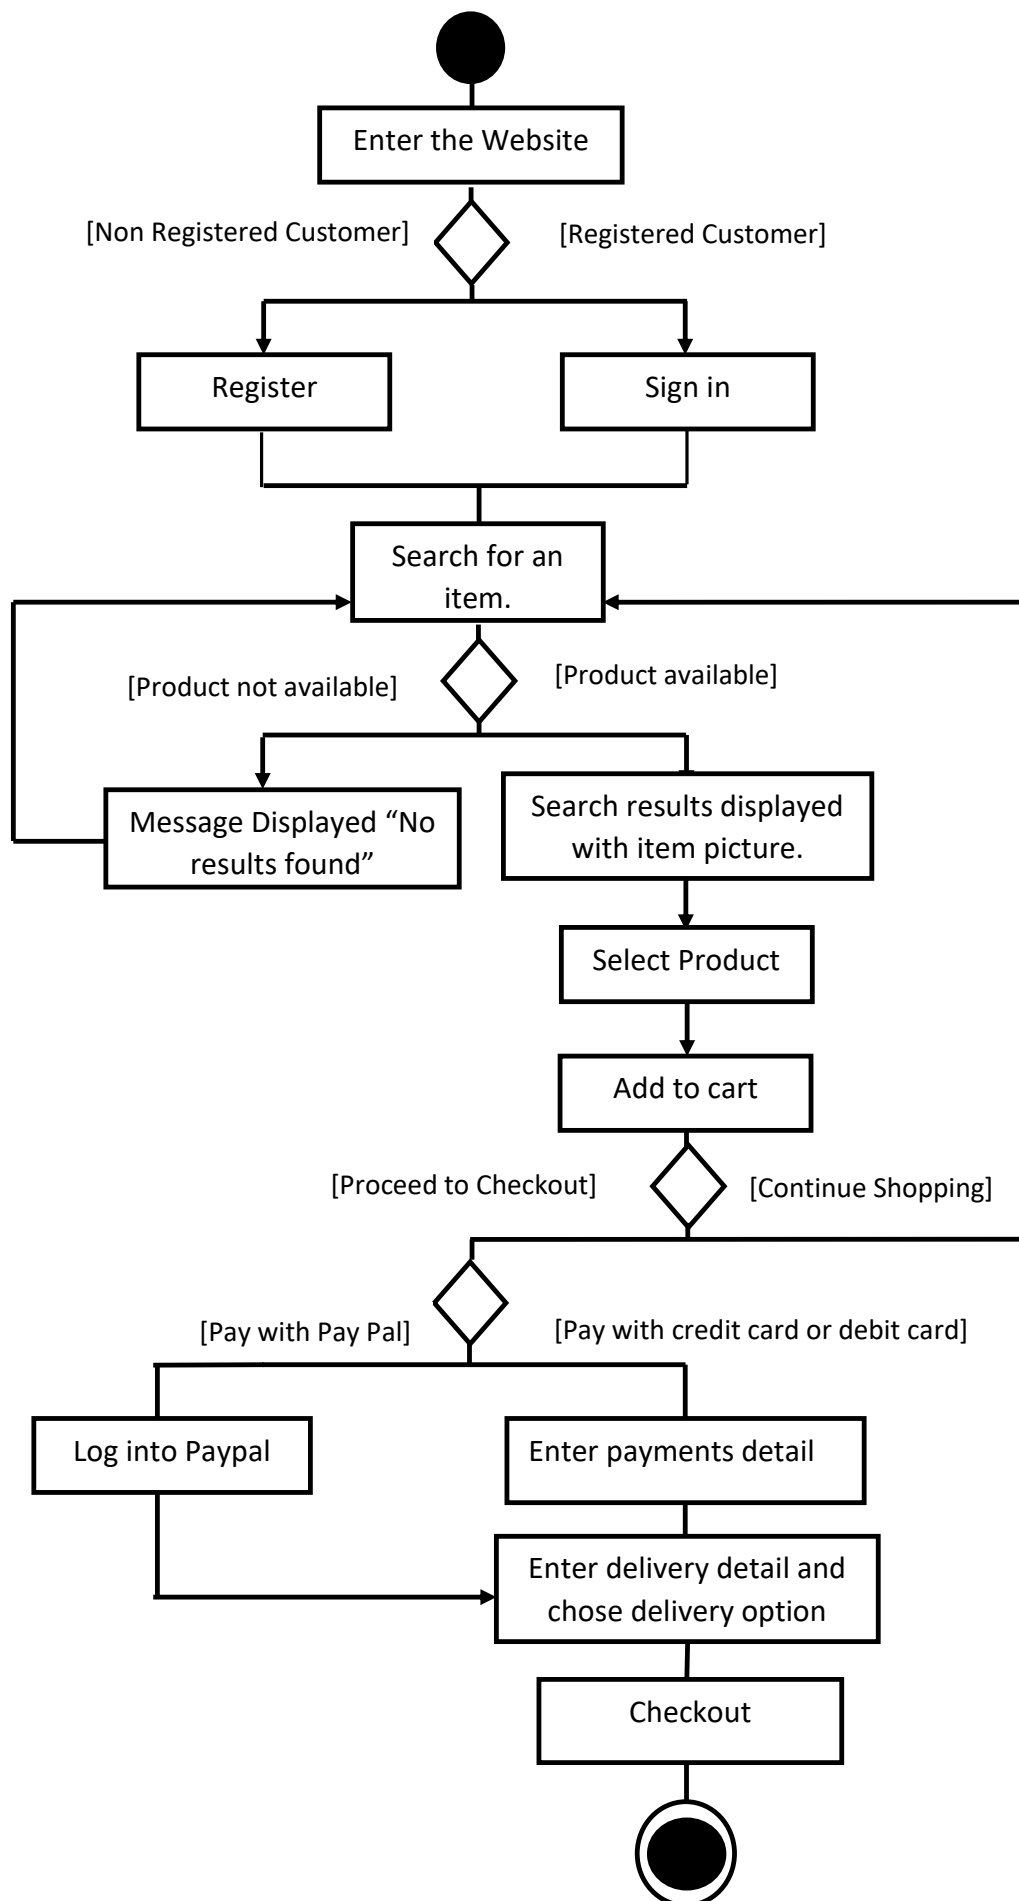 Enter the Website
[Non Registered Customer]
[Registered Customer]
Register
Sign in
Search for an
item.
[Product not available]
[Product available]
Message Displayed “No
results found”
Search results displayed
with item picture.
Select Product
Add to cart
[Proceed to Checkout]
[Continue Shopping]
[Pay with Pay Pal]
[Pay with credit card or debit card]
Log into Paypal
Enter payments detail
Enter delivery detail and
chose delivery option
Checkout